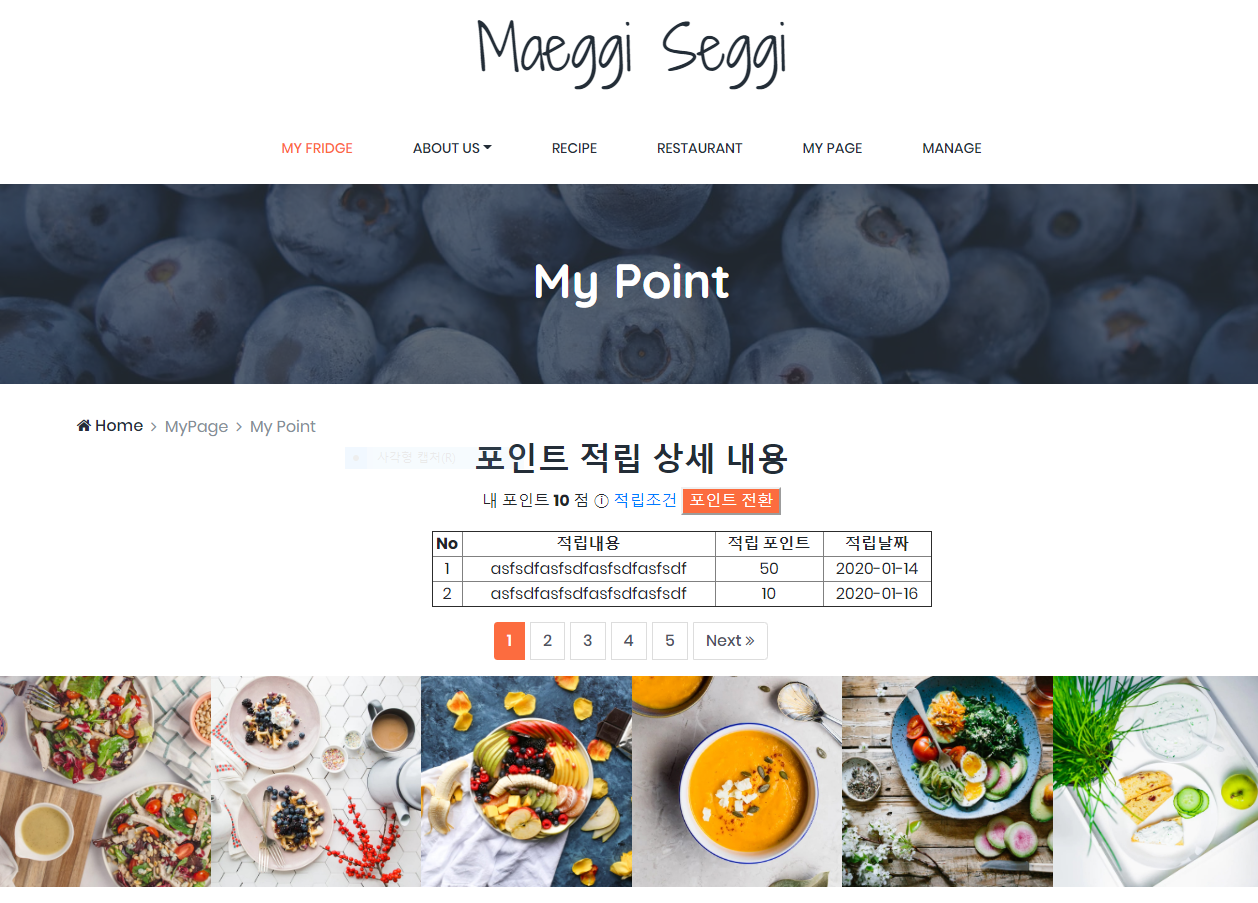 Maeggi Seggi
MY FRIDGE ABOUT US RECIPE RESTAURANT MY PAGE MANAGE
My Point
Home > MyPage > My Point
사각형 캡처(R)
포인트 적립 상세 내용
내 포인트 10 점 ① 적립조건 포인트 전환
No 적립내용 적립 포인트 적립날짜
1 asfsdfasfsdfasfsdfasfsdf 50 2020-01-14
2 asfsdfasfsdfasfsdfasfsdf 10 2020-01-16
1 2 3 4 5 Next »